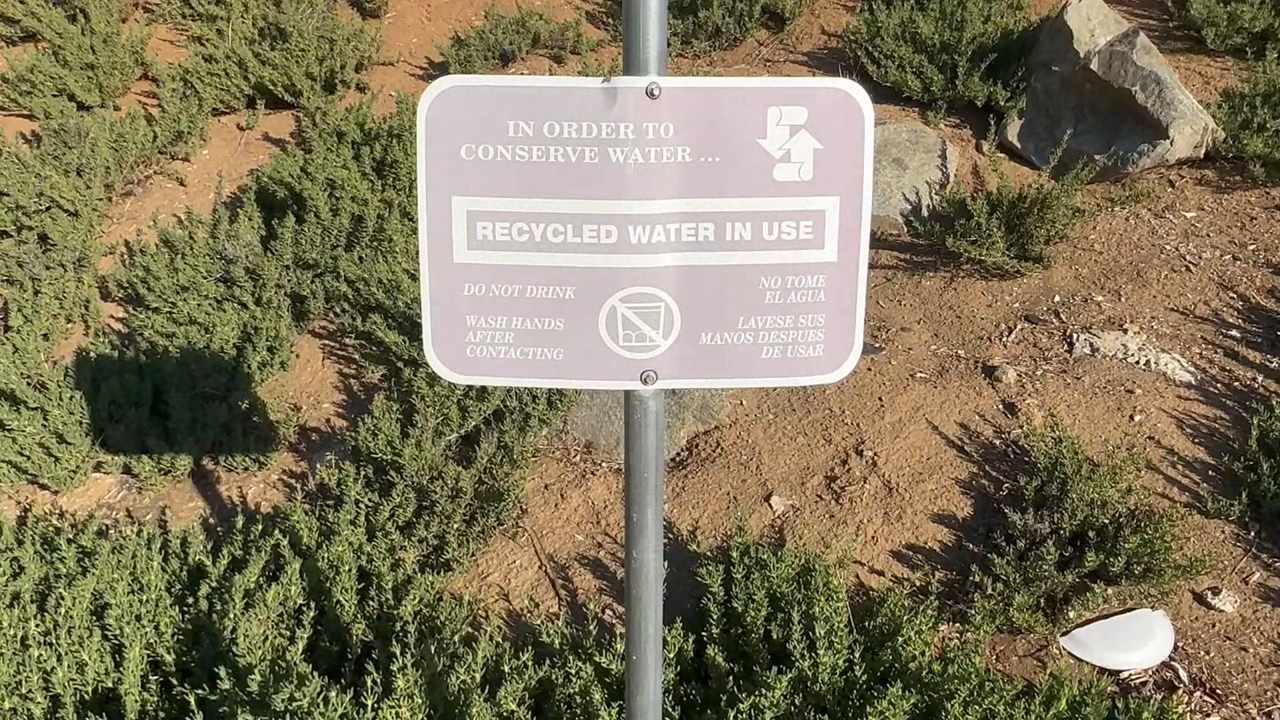 IN ORDER TO
CONSERVE WATER ...
RECYCLED WATER IN USE
DO NOT DRINK
WASH HANDS
AFTER
CONTACTING
NO TOME
EL AGUA
LAVESE SUS
MANOS DESPUES
DE USAR